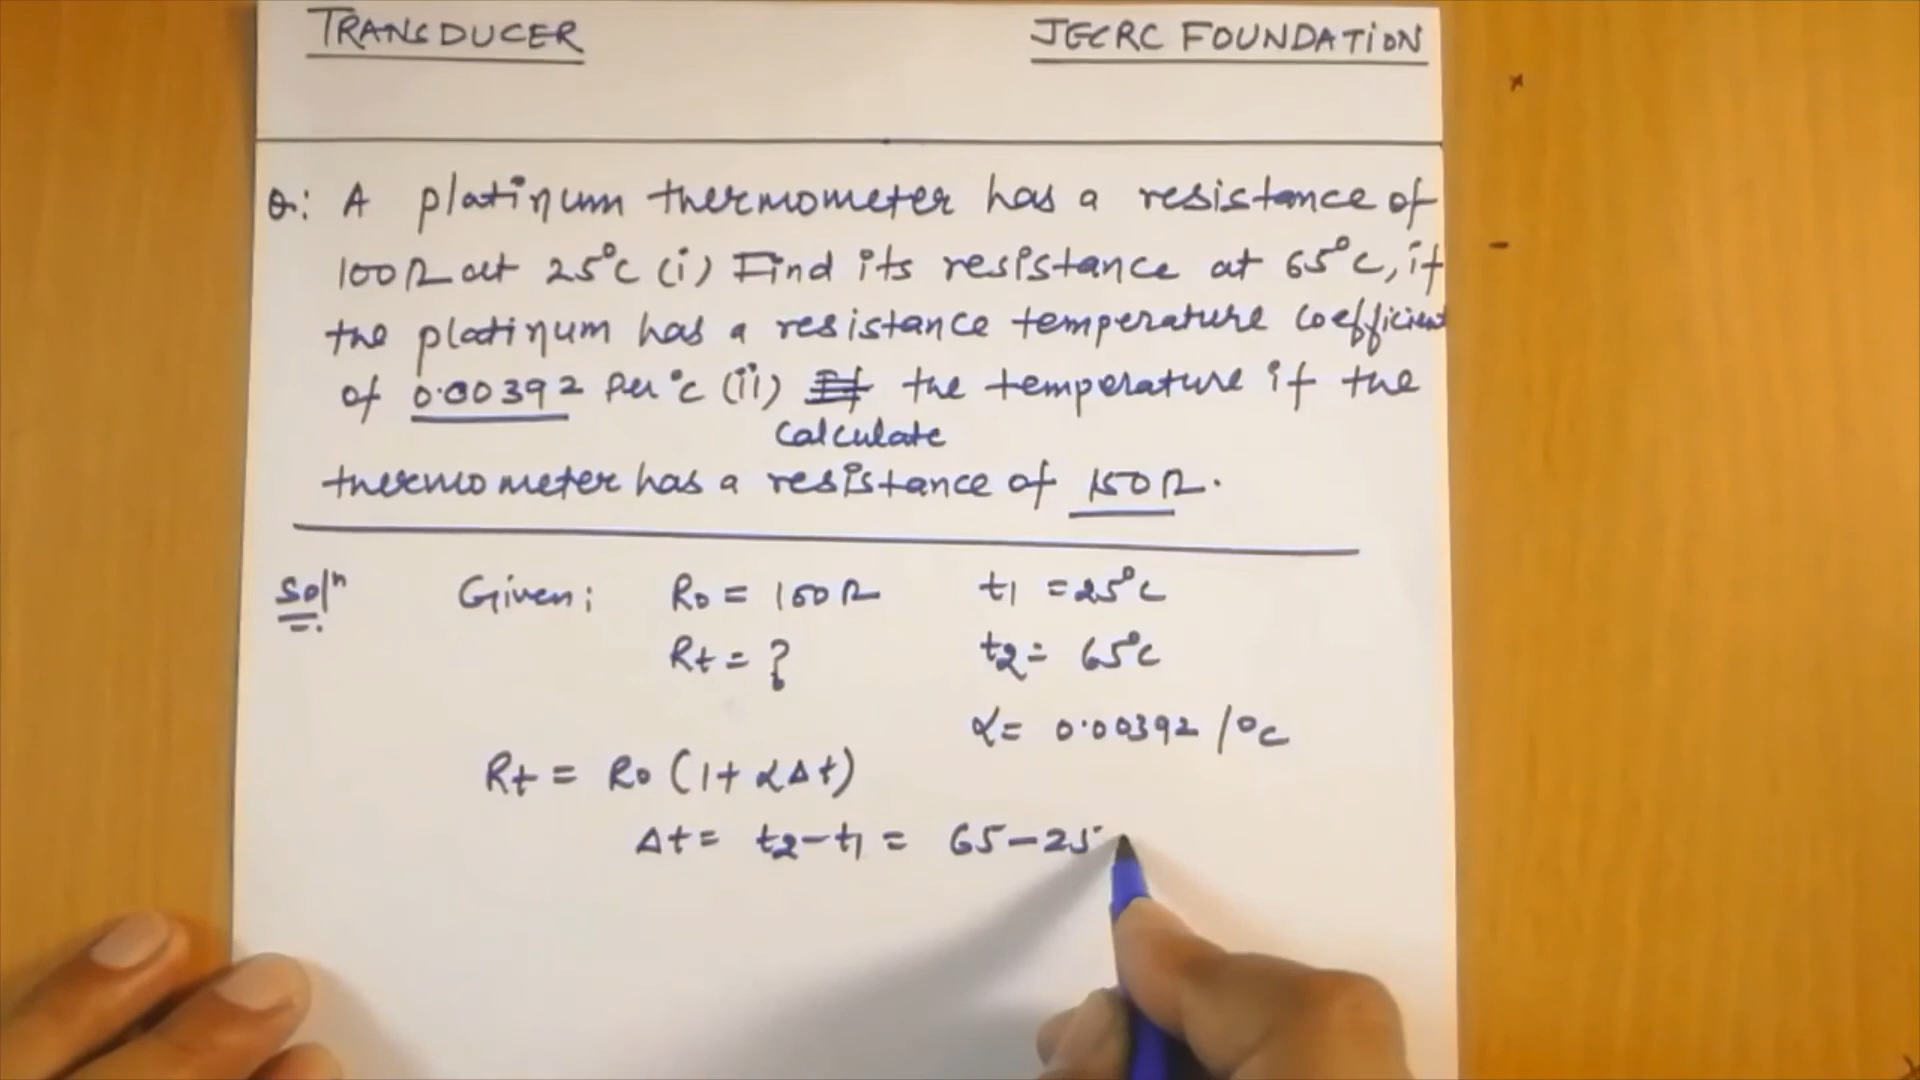 TRANSDUCER
JECRC FOUNDATION
Q: A platinum thermometer has a resistance of
100Ω at 25°C (i) Find its resistance at 65°C, if
the platinum has a resistance temperature coefficient
of 0.00392 Per °C (ii) If the temperature if the
calculate
thermometer has a resistance of 150Ω.
Solⁿ Given: R0 = 100Ω t1 = 25°C
Rt = ? t2 = 65°C
α = 0.00392 /°C
Rt = R0 (1 + αΔt)
Δt = t2 - t1 = 65 - 25